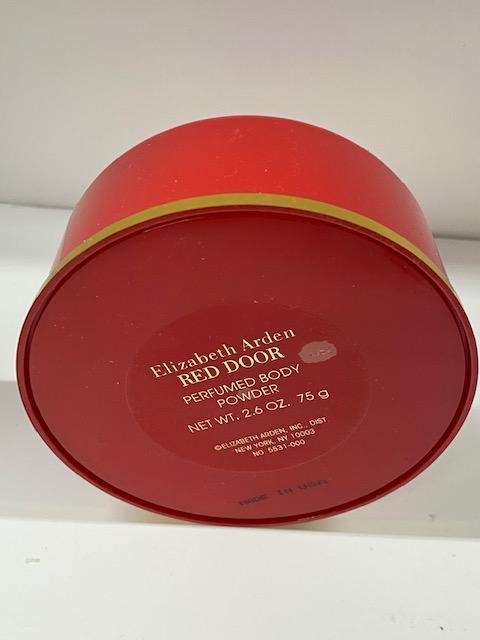 Elizabeth Arden
RED DOOR
PERFUMED BODY
POWDER
NET WT. 2.6 OZ. 75 g
©ELIZABETH ARDEN, INC., DIST
NEW YORK, NY 10003
NO 5531-000
MADE IN USA